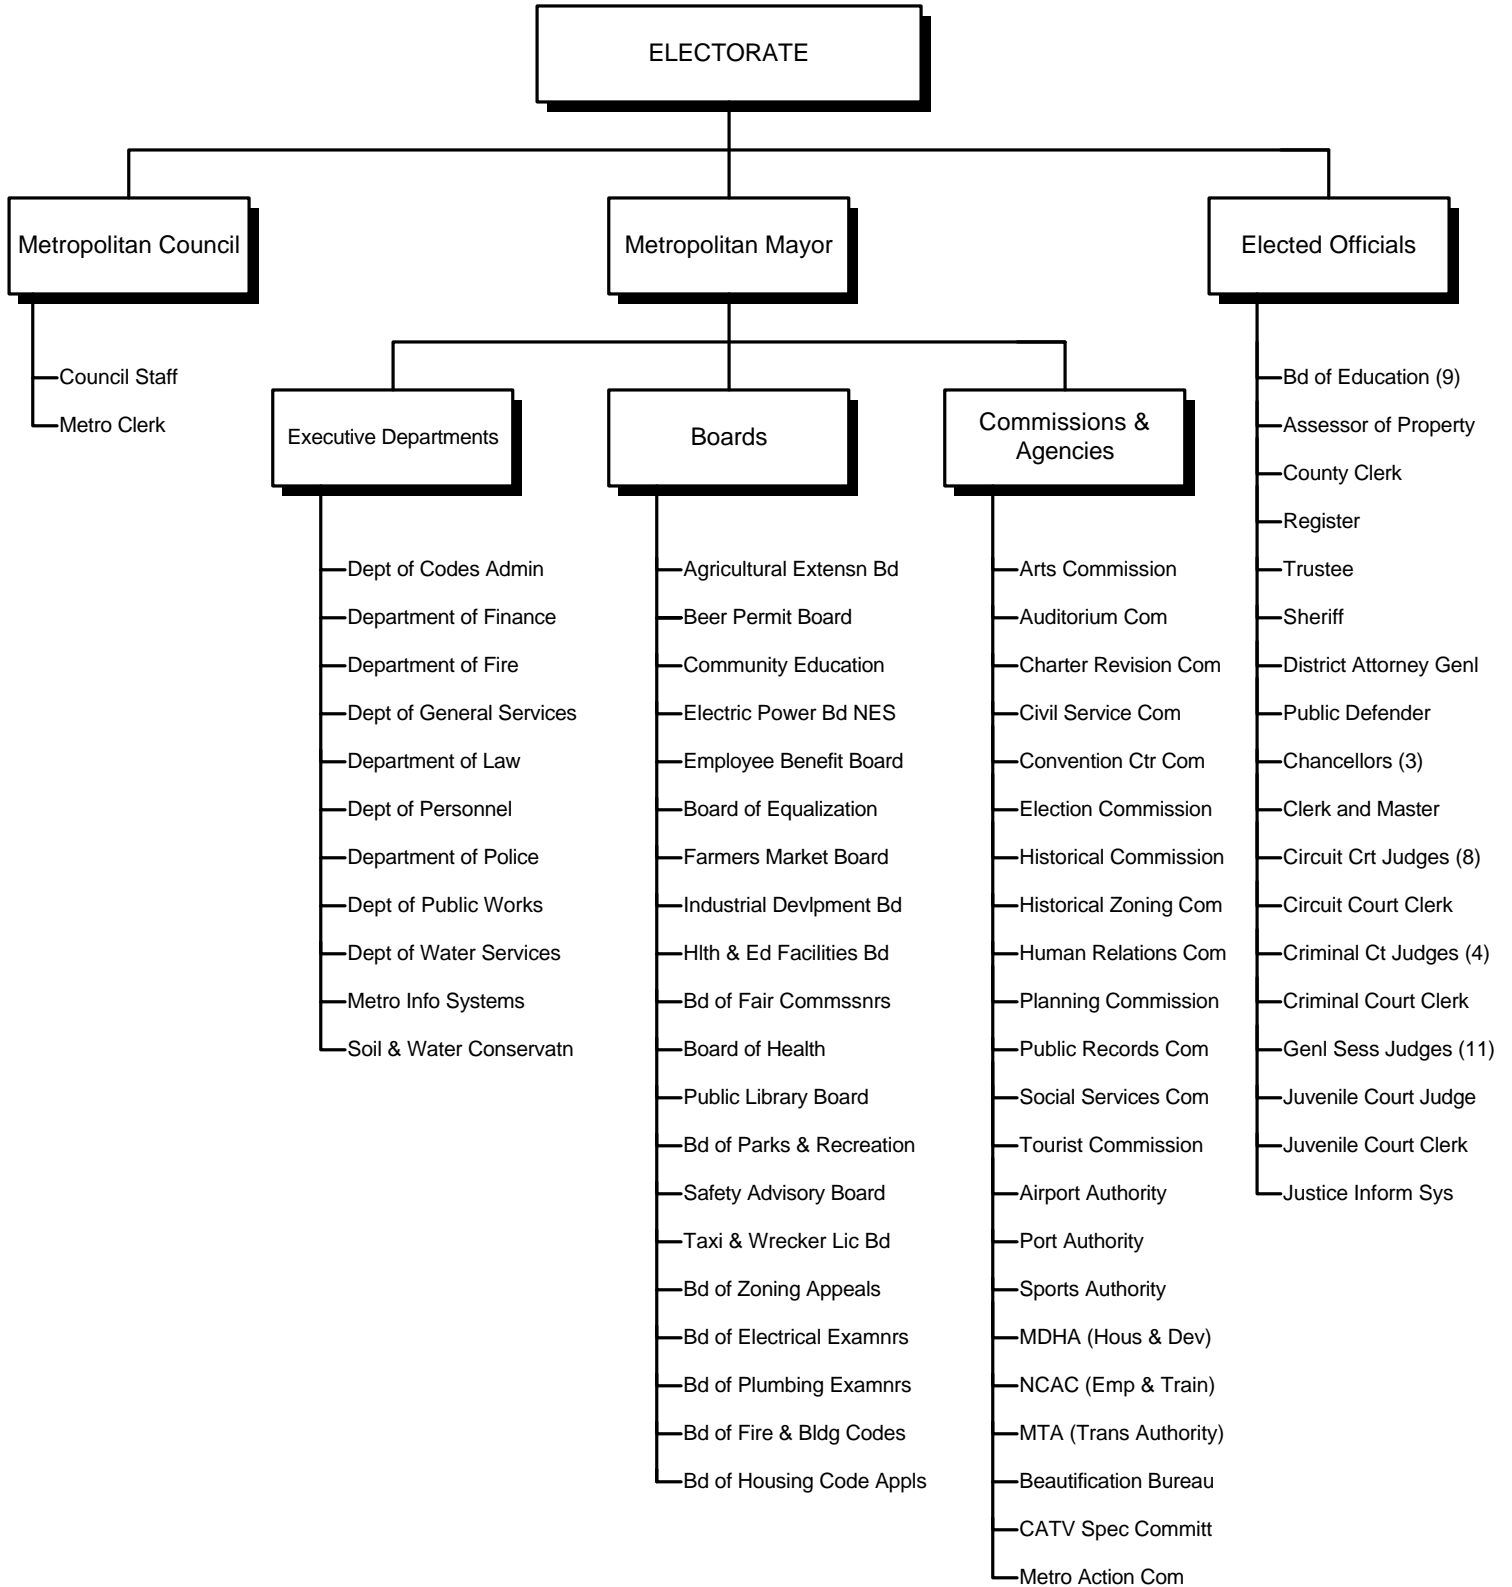 ELECTORATE
Metropolitan Council
Metropolitan Mayor
Elected Officials
Council Staff
Metro Clerk
Executive Departments
Boards
Commissions &
Agencies
Dept of Codes Admin
Department of Finance
Department of Fire
Dept of General Services
Department of Law
Dept of Personnel
Department of Police
Dept of Public Works
Dept of Water Services
Metro Info Systems
Soil & Water Conservatn
Agricultural Extensn Bd
Beer Permit Board
Community Education
Electric Power Bd NES
Employee Benefit Board
Board of Equalization
Farmers Market Board
Industrial Devlpment Bd
Hlth & Ed Facilities Bd
Bd of Fair Commssnrs
Board of Health
Public Library Board
Bd of Parks & Recreation
Safety Advisory Board
Taxi & Wrecker Lic Bd
Bd of Zoning Appeals
Bd of Electrical Examnrs
Bd of Plumbing Examnrs
Bd of Fire & Bldg Codes
Bd of Housing Code Appls
Arts Commission
Auditorium Com
Charter Revision Com
Civil Service Com
Convention Ctr Com
Election Commission
Historical Commission
Historical Zoning Com
Human Relations Com
Planning Commission
Public Records Com
Social Services Com
Tourist Commission
Airport Authority
Port Authority
Sports Authority
MDHA (Hous & Dev)
NCAC (Emp & Train)
MTA (Trans Authority)
Beautification Bureau
CATV Spec Committ
Metro Action Com
Bd of Education (9)
Assessor of Property
County Clerk
Register
Trustee
Sheriff
District Attorney Genl
Public Defender
Chancellors (3)
Clerk and Master
Circuit Crt Judges (8)
Circuit Court Clerk
Criminal Ct Judges (4)
Criminal Court Clerk
Genl Sess Judges (11)
Juvenile Court Judge
Juvenile Court Clerk
Justice Inform Sys